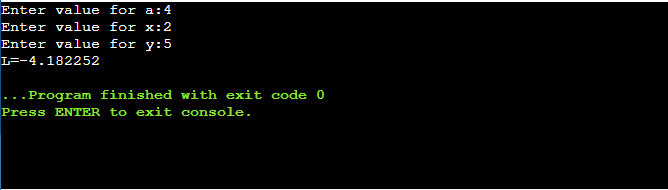 Enter value for a:4
Enter value for x:2
Enter value for y:5
L=-4.182252
...Program finished with exit code 0
Press ENTER to exit console.